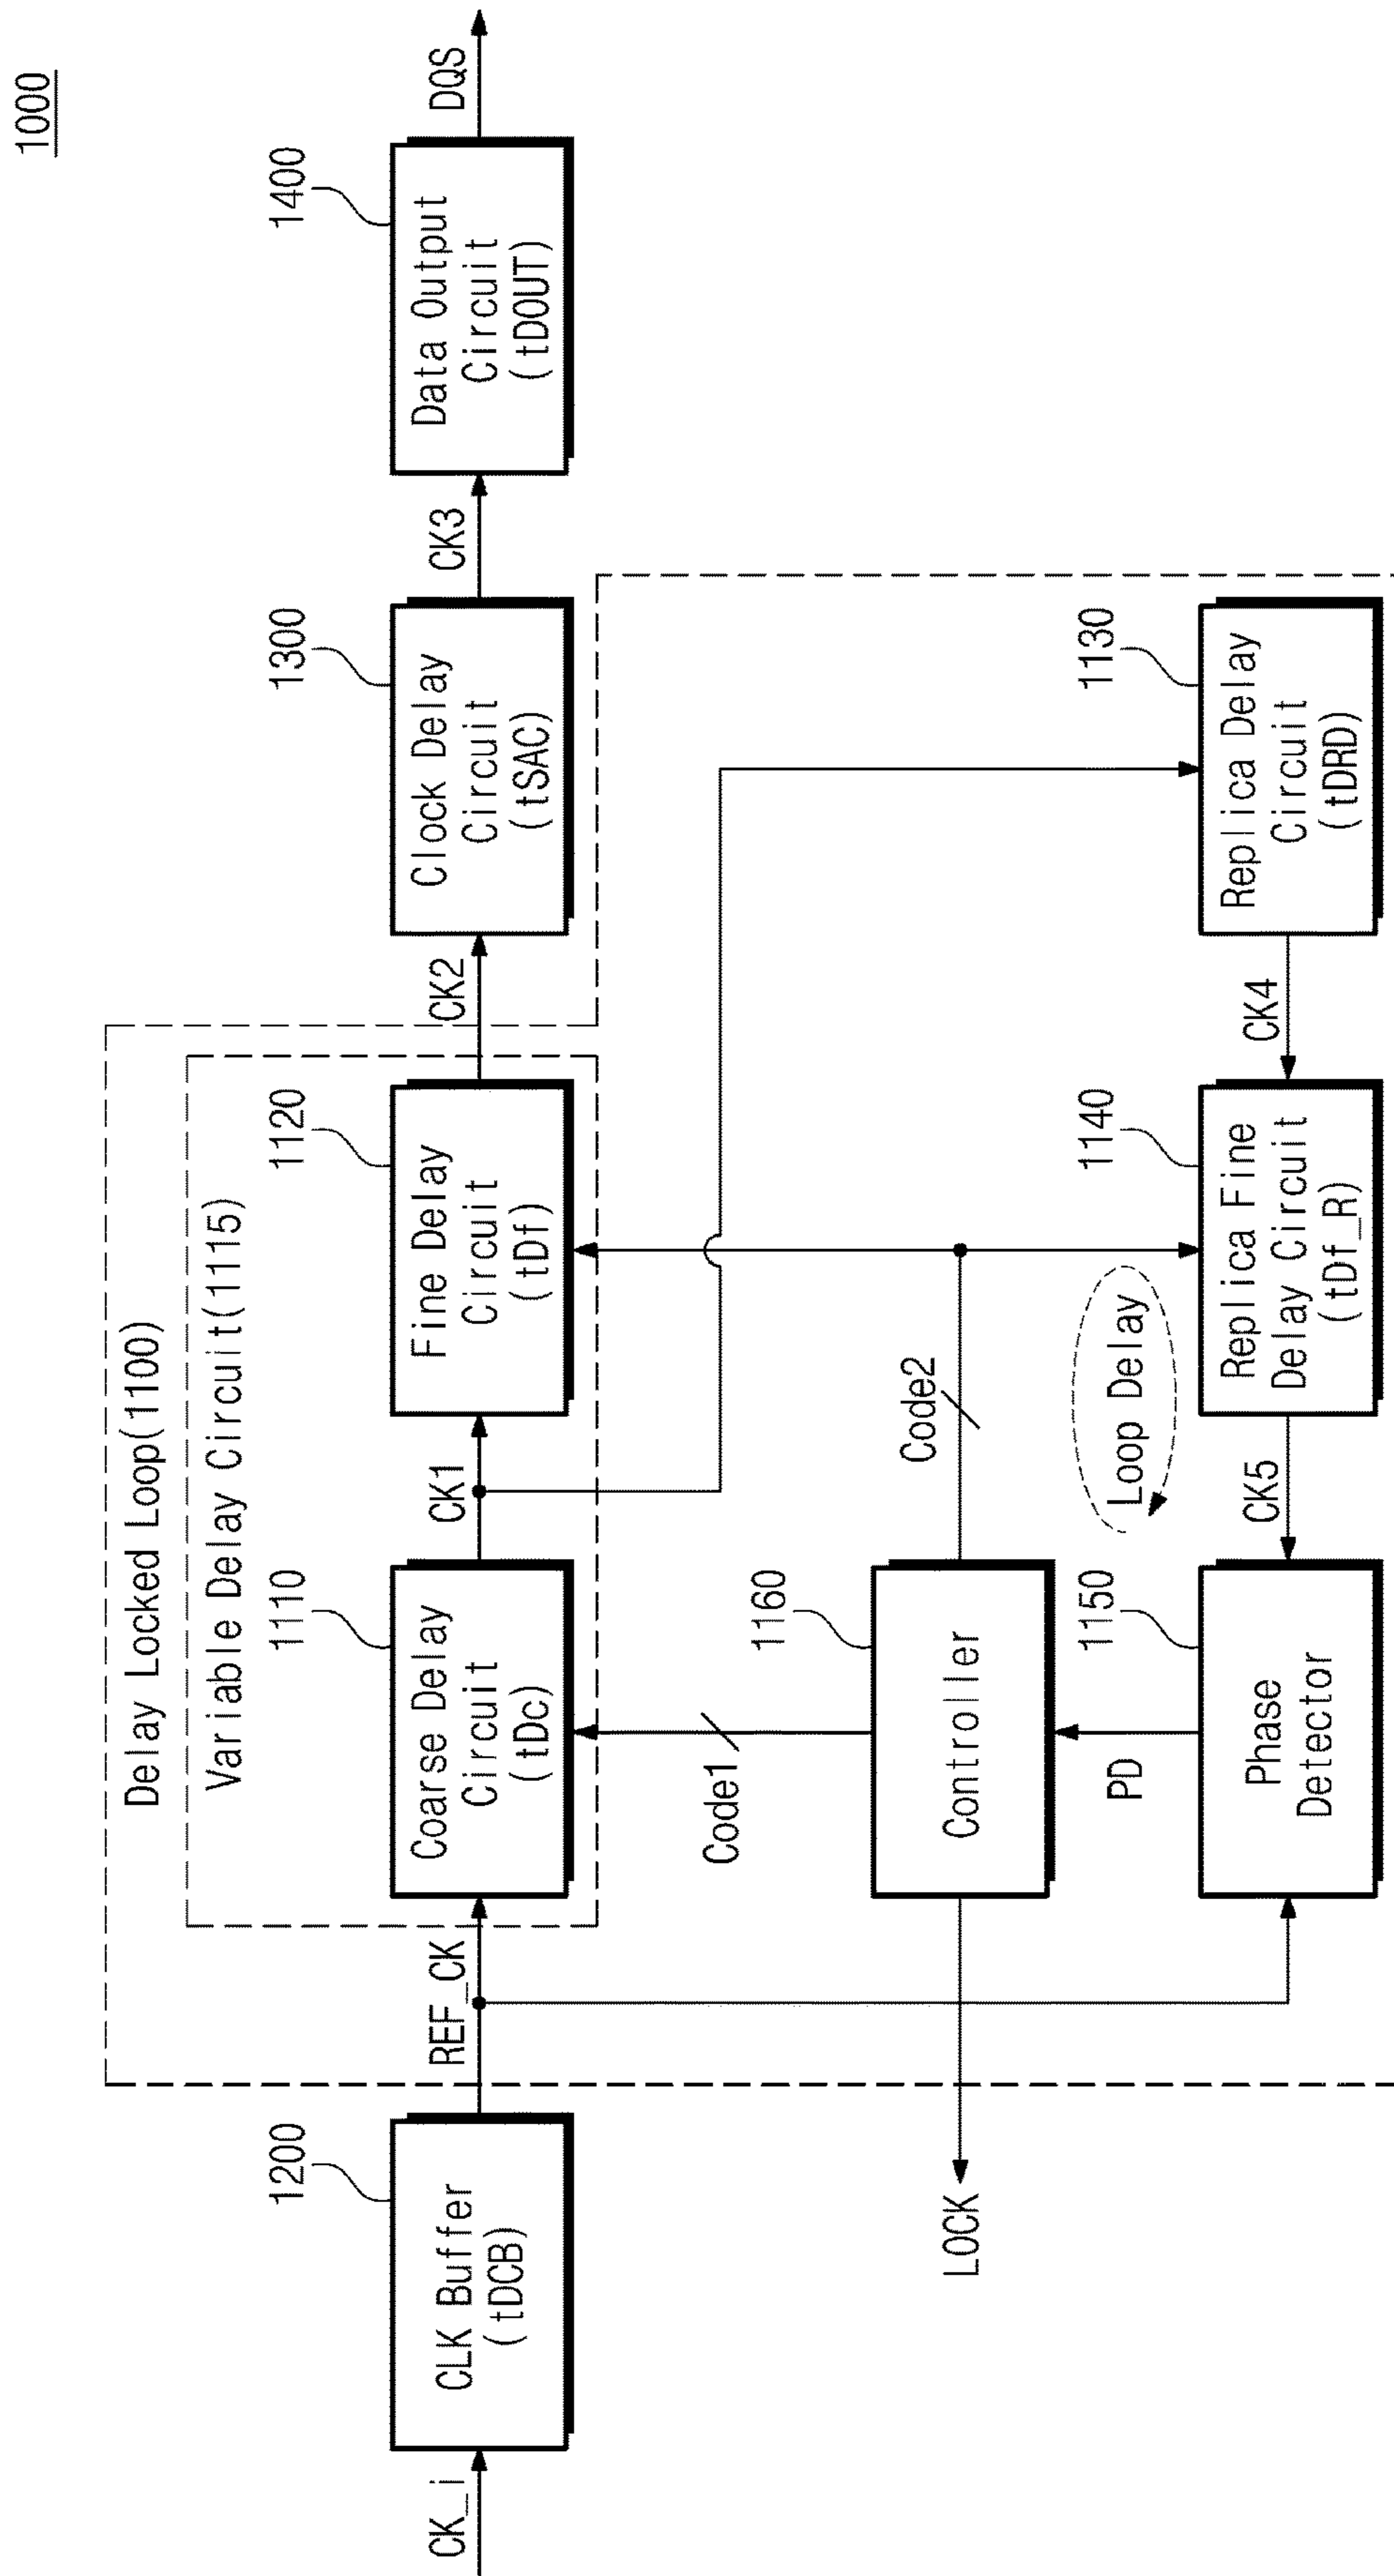 1000
Delay Locked Loop(1100)
Variable Delay Circuit(1115)
CK_i
1200
CLK Buffer
(tDCB)
REF_CK
1110
Coarse Delay
Circuit
(tDc)
CK1
1120
Fine Delay
Circuit
(tDf)
CK2
1300
Clock Delay
Circuit
(tSAC)
CK3
1400
Data Output
Circuit
(tDOUT)
DQS
Code1
Code2
LOCK
1160
Controller
PD
Loop Delay
1150
Phase
Detector
CK5
1140
Replica Fine
Delay Circuit
(tDf_R)
CK4
1130
Replica Delay
Circuit
(tDRD)